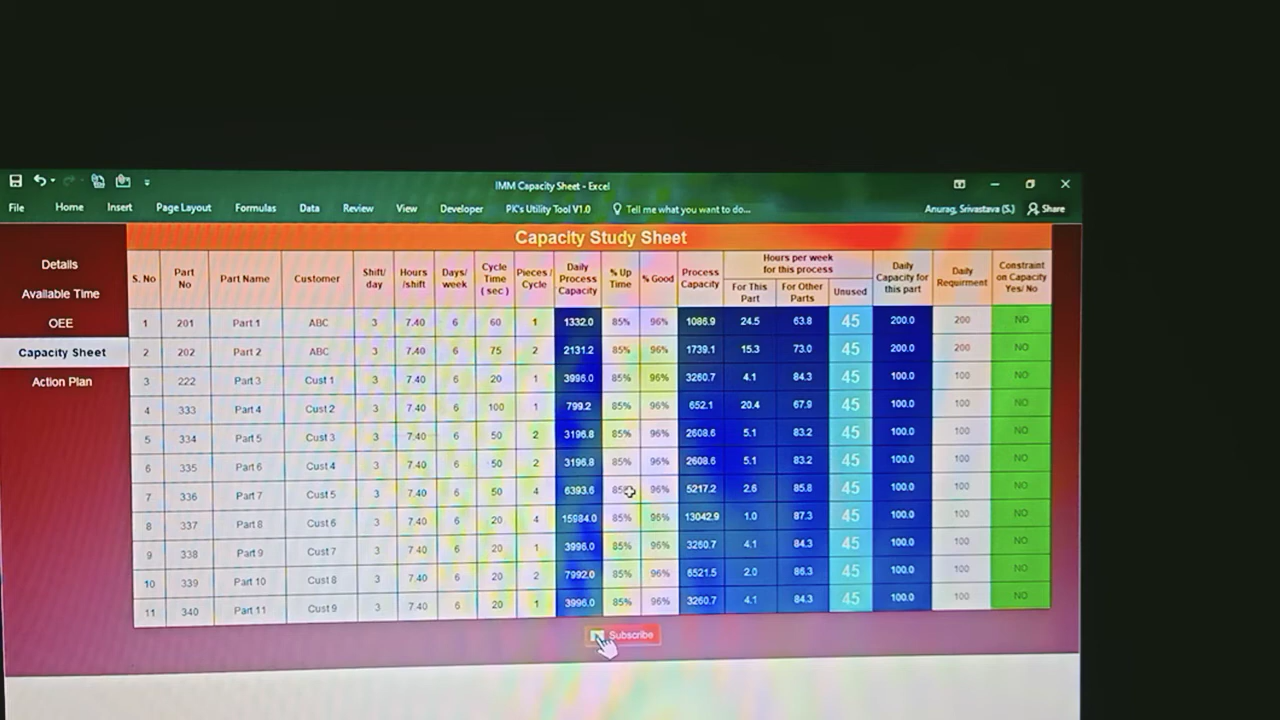 IMM Capacity Sheet - Excel
File Home Insert Page Layout Formulas Data Review View Developer PK's Utility Tool V1.0 Tell me what you want to do... Anurag, Srivastava (S.) Share
Capacity Study Sheet
Details
Available Time
OEE
Capacity Sheet
Action Plan
S. No Part No Part Name Customer Shift/ day Hours /shift Days/ week Cycle Time ( sec ) Pieces / Cycle Daily Process Capacity % Up Time % Good Process Capacity Hours per week for this process For This Part For Other Parts Unused Daily Capacity for this part Daily Requirment Constraint on Capacity Yes/ No
1 201 Part 1 ABC 3 7.40 6 60 1 1332.0 85% 96% 1086.9 24.5 63.8 45 200.0 200 NO
2 202 Part 2 ABC 3 7.40 6 75 2 2131.2 85% 96% 1739.1 15.3 73.0 45 200.0 200 NO
3 222 Part 3 Cust 1 3 7.40 6 20 1 3996.0 85% 96% 3260.7 4.1 84.3 45 100.0 100 NO
4 333 Part 4 Cust 2 3 7.40 6 100 1 799.2 85% 96% 652.1 20.4 67.9 45 100.0 100 NO
5 334 Part 5 Cust 3 3 7.40 6 50 2 3196.8 85% 96% 2608.6 5.1 83.2 45 100.0 100 NO
6 335 Part 6 Cust 4 3 7.40 6 50 2 3196.8 85% 96% 2608.6 5.1 83.2 45 100.0 100 NO
7 336 Part 7 Cust 5 3 7.40 6 50 4 6393.6 85% 96% 5217.2 2.6 85.8 45 100.0 100 NO
8 337 Part 8 Cust 6 3 7.40 6 20 4 15984.0 85% 96% 13042.9 1.0 87.3 45 100.0 100 NO
9 338 Part 9 Cust 7 3 7.40 6 20 1 3996.0 85% 96% 3260.7 4.1 84.3 45 100.0 100 NO
10 339 Part 10 Cust 8 3 7.40 6 20 2 7992.0 85% 96% 6521.5 2.0 86.3 45 100.0 100 NO
11 340 Part 11 Cust 9 3 7.40 6 20 1 3996.0 85% 96% 3260.7 4.1 84.3 45 100.0 100 NO
Subscribe